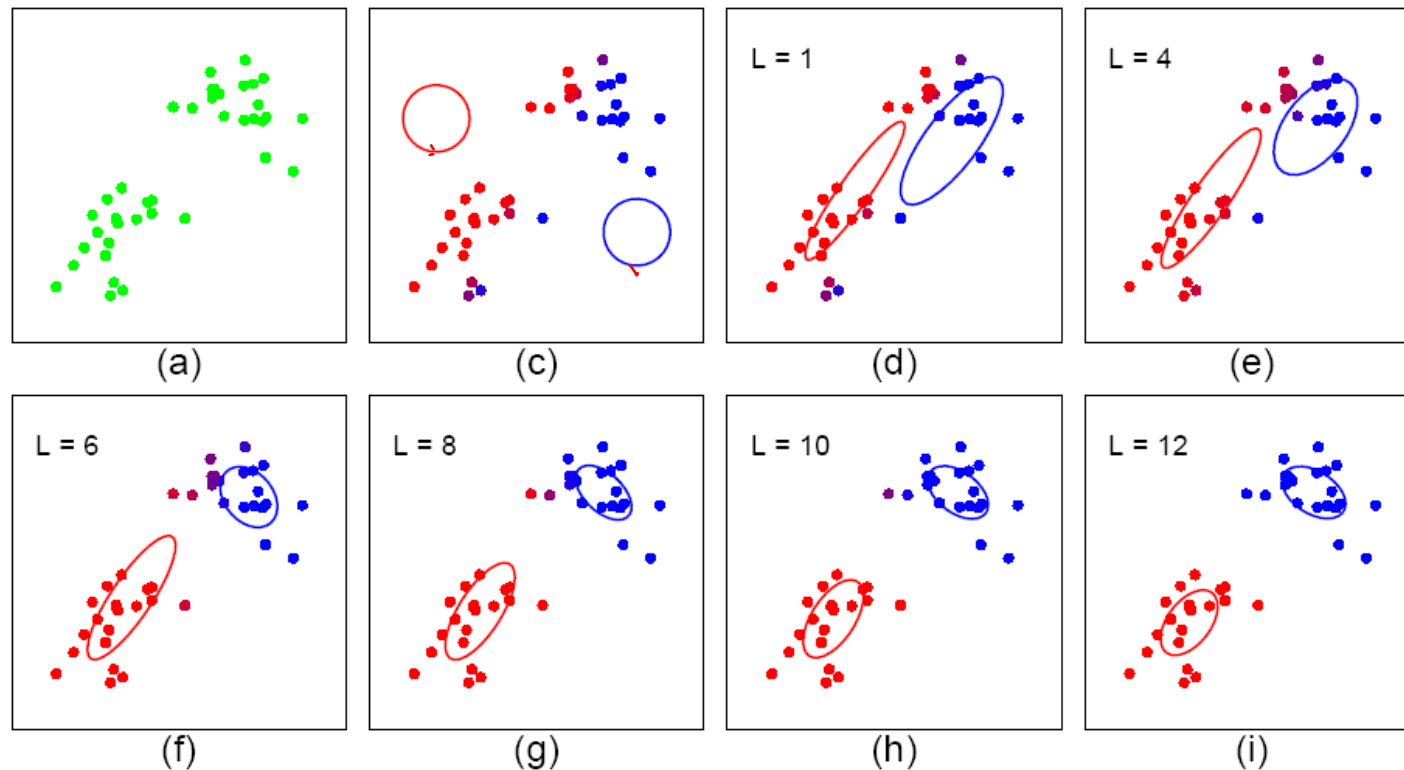 L = 1
L = 4
(a)
(c)
(d)
(e)
L = 6
L = 8
L = 10
L = 12
(f)
(g)
(h)
(i)